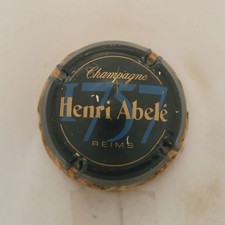 Champagne
1757
Henri Abelé
REIMS